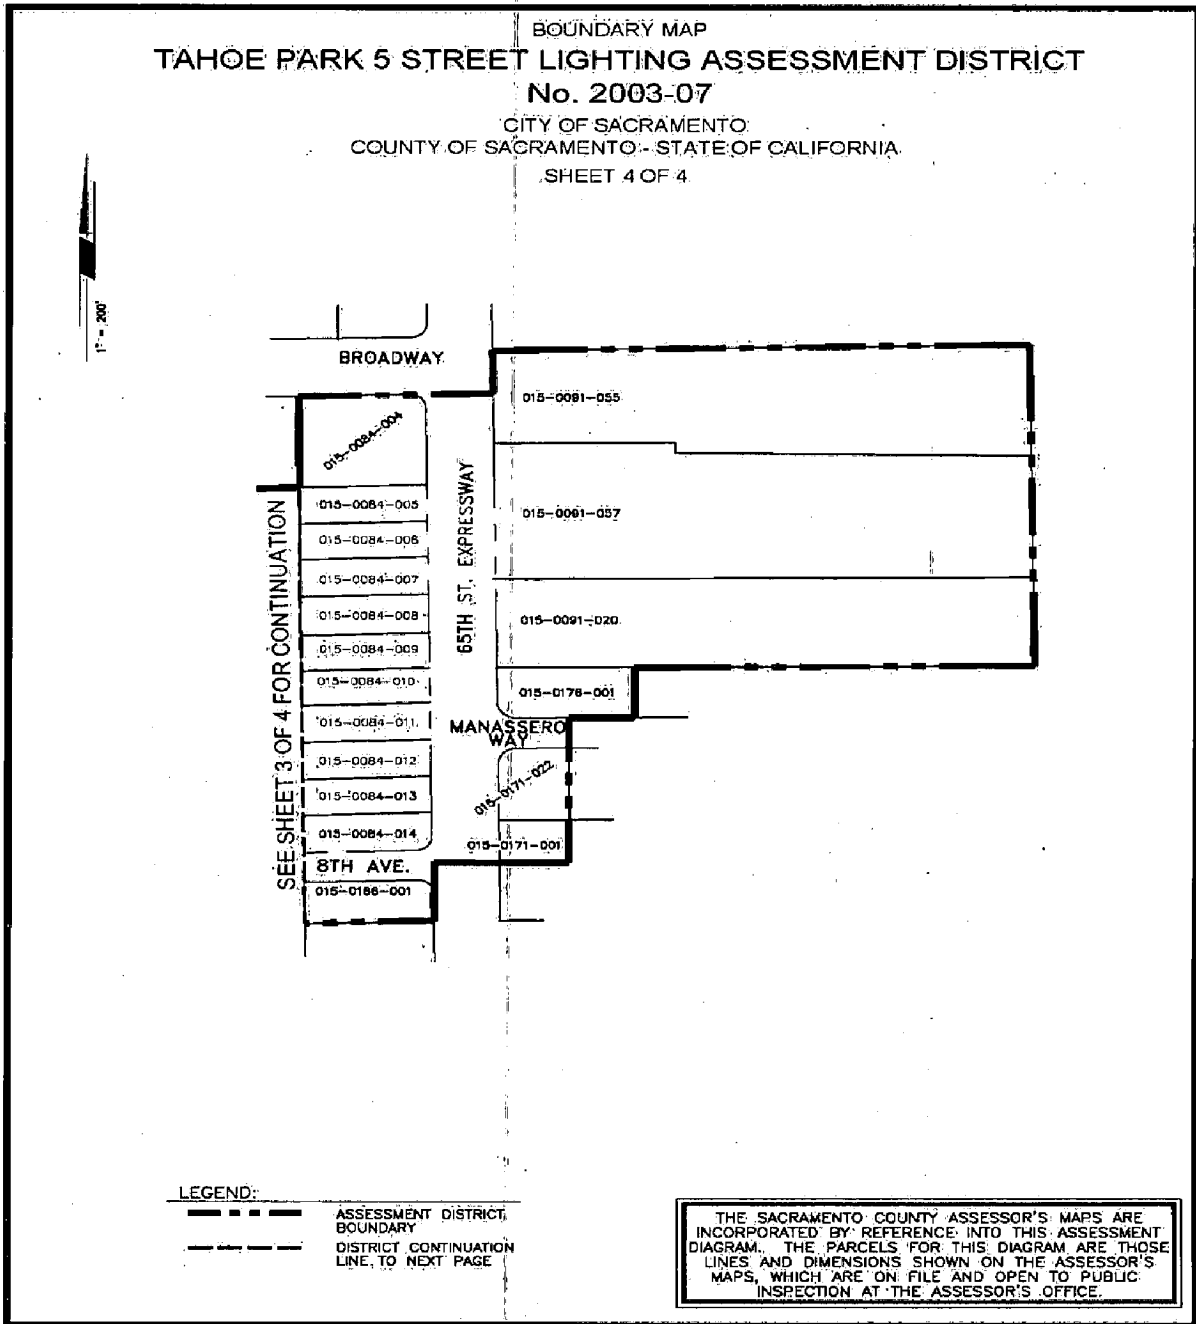 BOUNDARY MAP
TAHOE PARK 5 STREET LIGHTING ASSESSMENT DISTRICT
No. 2003-07
CITY OF SACRAMENTO
COUNTY OF SACRAMENTO - STATE OF CALIFORNIA
SHEET 4 OF 4
1" = 200'
BROADWAY
015-0091-055
015-0084-004
65TH ST. EXPRESSWAY
SEE SHEET 3 OF 4 FOR CONTINUATION
015-0084-005
015-0091-057
015-0084-006
015-0084-007
015-0084-008
015-0091-020
015-0084-009
015-0084-010
015-0176-001
015-0084-011
MANASSERO
WAY
015-0084-012
015-0171-022
015-0084-013
015-0084-014
015-0171-001
8TH AVE.
015-0186-001
LEGEND:
ASSESSMENT DISTRICT
BOUNDARY
DISTRICT CONTINUATION
LINE, TO NEXT PAGE
THE SACRAMENTO COUNTY ASSESSOR'S MAPS ARE
INCORPORATED BY REFERENCE INTO THIS ASSESSMENT
DIAGRAM. THE PARCELS FOR THIS DIAGRAM ARE THOSE
LINES AND DIMENSIONS SHOWN ON THE ASSESSOR'S
MAPS, WHICH ARE ON FILE AND OPEN TO PUBLIC
INSPECTION AT THE ASSESSOR'S OFFICE.